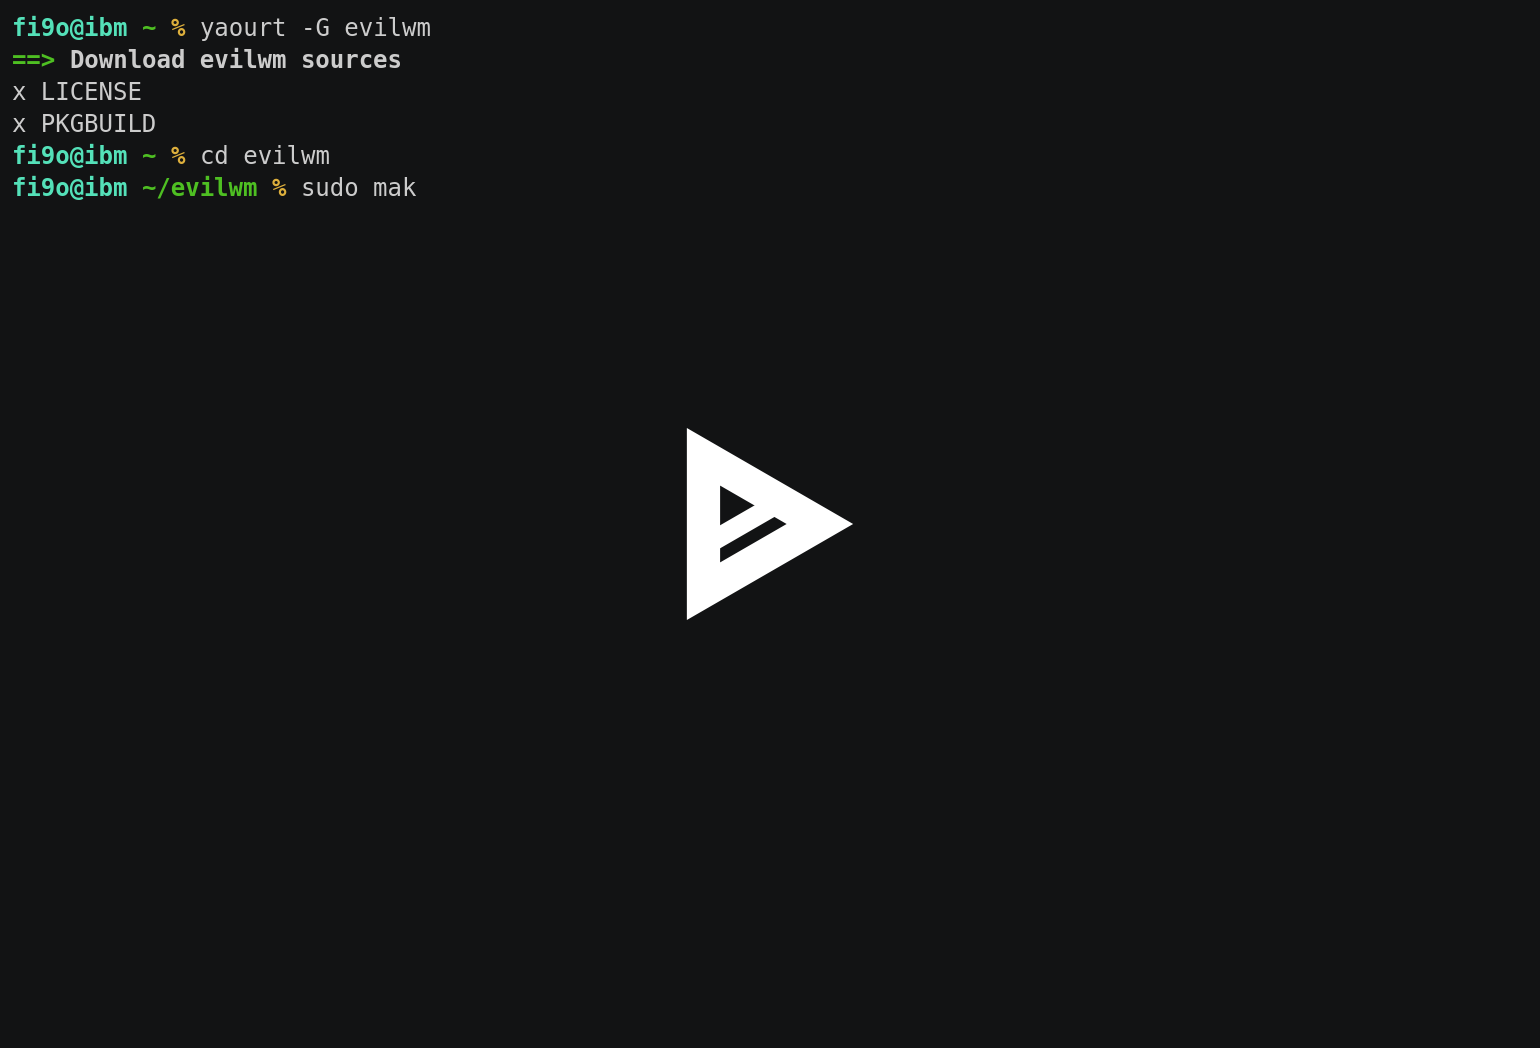 fi9o@ibm ~ % yaourt -G evilwm
==> Download evilwm sources
x LICENSE
x PKGBUILD
fi9o@ibm ~ % cd evilwm
fi9o@ibm ~/evilwm % sudo mak